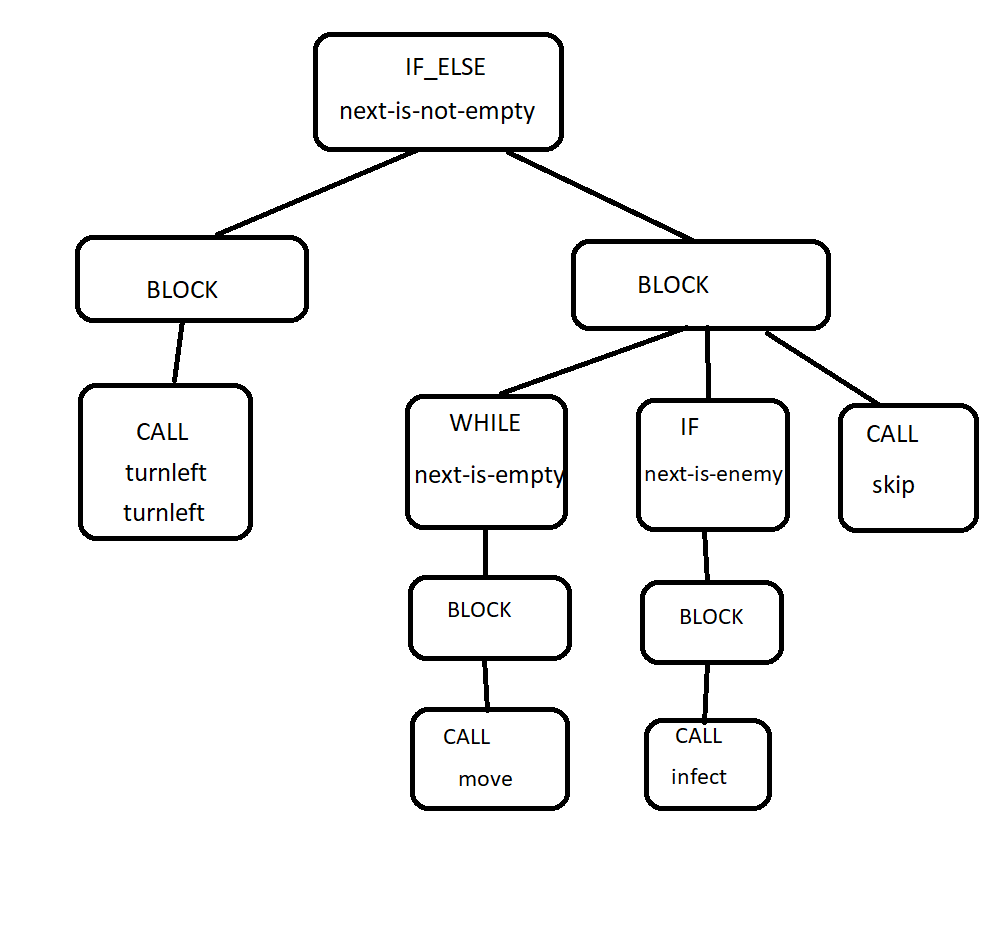 IF_ELSE
next-is-not-empty
BLOCK
BLOCK
CALL
turnleft
turnleft
WHILE
next-is-empty
IF
next-is-enemy
CALL
skip
BLOCK
BLOCK
CALL
move
CALL
infect